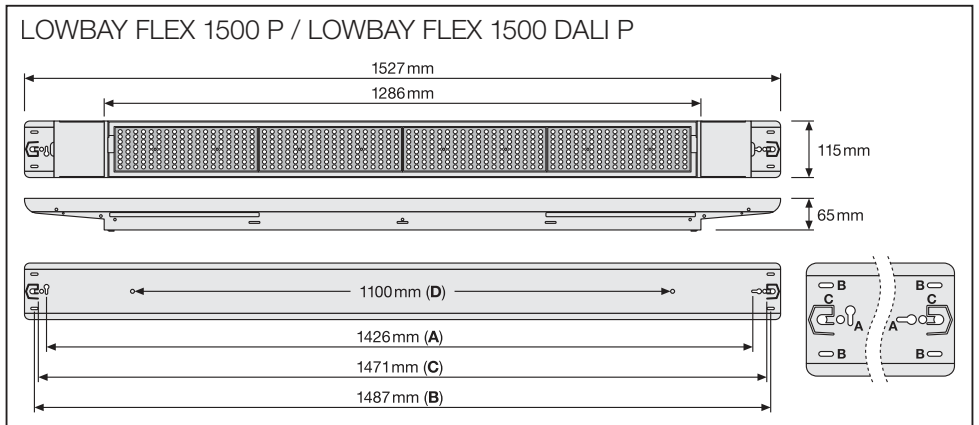 LOWBAY FLEX 1500 P / LOWBAY FLEX 1500 DALI P
1527 mm
1286 mm
115 mm
65 mm
1100 mm (D)
1426 mm (A)
1471 mm (C)
1487 mm (B)
B B
C C
A A
B B